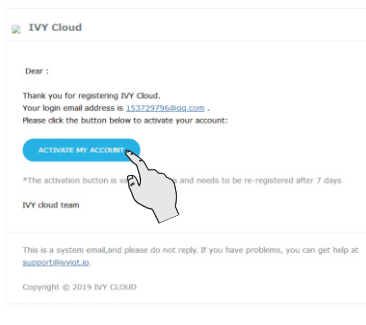 IVY Cloud
Dear :
Thank you for registering IVY Cloud.
Your login email address is 153729796@qq.com .
Please click the button below to activate your account:
ACTIVATE MY ACCOUNT
*The activation button is and needs to be re-registered after 7 days
IVY cloud team
This is a system email,and please do not reply. If you have problems, you can get help at
support@ivyiot.io.
Copyright © 2019 IVY CLOUD